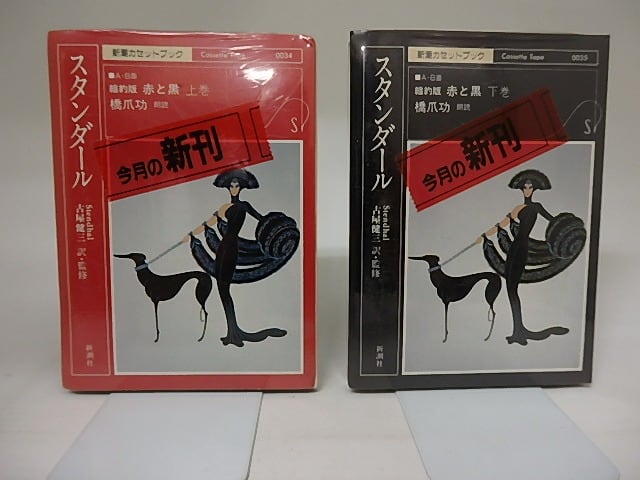 新潮カセットブック Cassette Tape 0034
■A・B面
縮約版 赤と黒 上巻
橋爪功 朗読
S
今月の新刊
スタンダール
Stendhal
古屋健三 訳・監修
新潮社
新潮カセットブック Cassette Tape 0035
■A・B面
縮約版 赤と黒 下巻
橋爪功 朗読
S
今月の新刊
スタンダール
Stendhal
古屋健三 訳・監修
新潮社